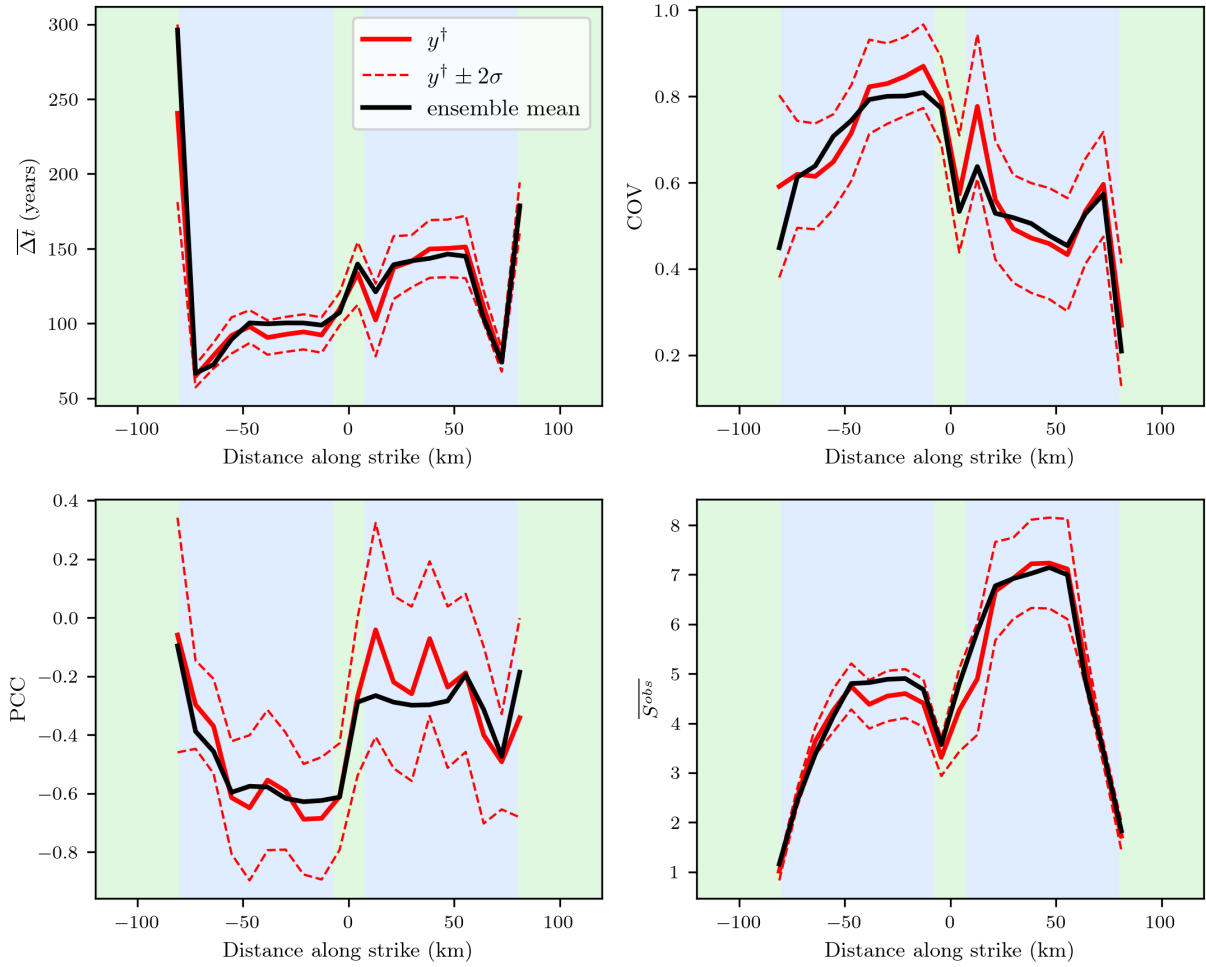 300
250
200
150
100
50
$\overline{\Delta t}$ (years)
y†
y† ± 2σ
ensemble mean
−100 −50 0 50 100
Distance along strike (km)
1.0
0.8
0.6
0.4
0.2
COV
−100 −50 0 50 100
Distance along strike (km)
0.4
0.2
0.0
−0.2
−0.4
−0.6
−0.8
PCC
−100 −50 0 50 100
Distance along strike (km)
8
7
6
5
4
3
2
1
$\overline{S^{obs}}$
−100 −50 0 50 100
Distance along strike (km)